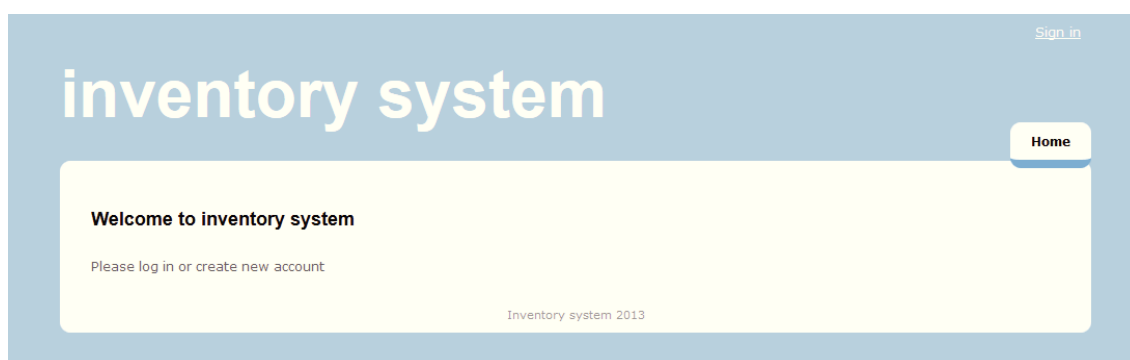 Sign in
inventory system
Home
Welcome to inventory system
Please log in or create new account
Inventory system 2013